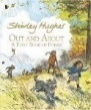 Shirley Hughes
OUT AND ABOUT
A FIRST BOOK OF POEMS